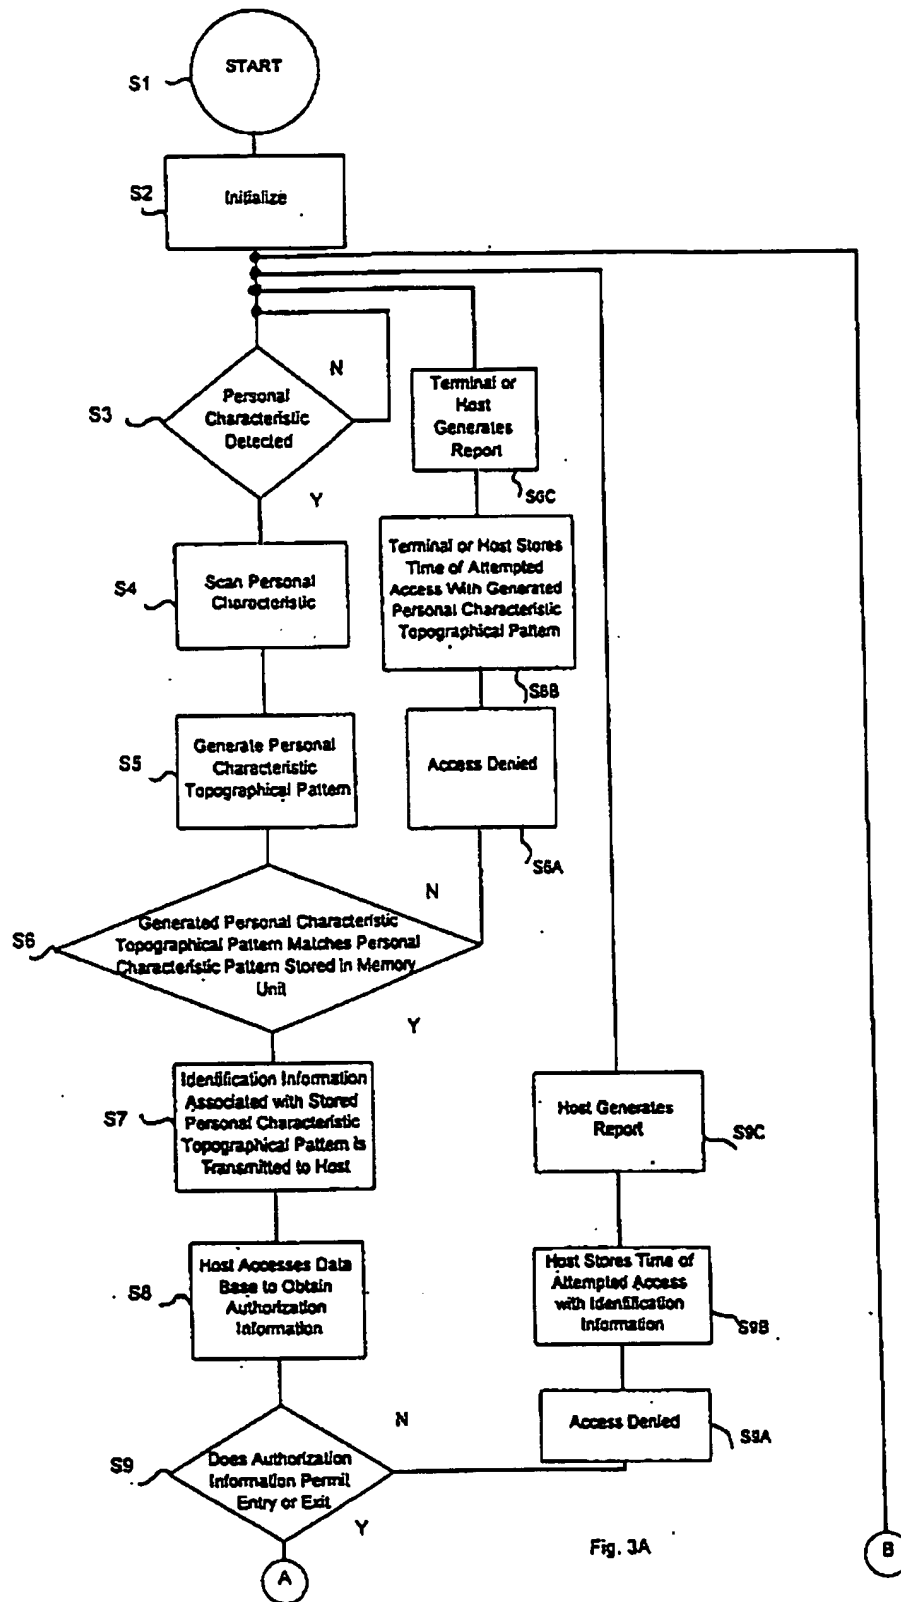 START
S1
S2
Initialize
N
Personal
Characteristic
Detected
S3
Y
Terminal or
Host
Generates
Report
S6C
Terminal or Host Stores
Time of Attempted
Access With Generated
Personal Characteristic
Topographical Pattern
S6B
S4
Scan Personal
Characteristic
S5
Generate Personal
Characteristic
Topographical Pattern
Access Denied
S6A
N
S6
Generated Personal Characteristic
Topographical Pattern Matches Personal
Characteristic Pattern Stored in Memory
Unit
Y
S7
Identification Information
Associated with Stored
Personal Characteristic
Topographical Pattern is
Transmitted to Host
Host Generates
Report
S9C
S8
Host Accesses Data
Base to Obtain
Authorization
Information
Host Stores Time of
Attempted Access
with Identification
Information
S9B
N
Access Denied
S9A
S9
Does Authorization
Information Permit
Entry or Exit
Y
A
Fig. 3A
B